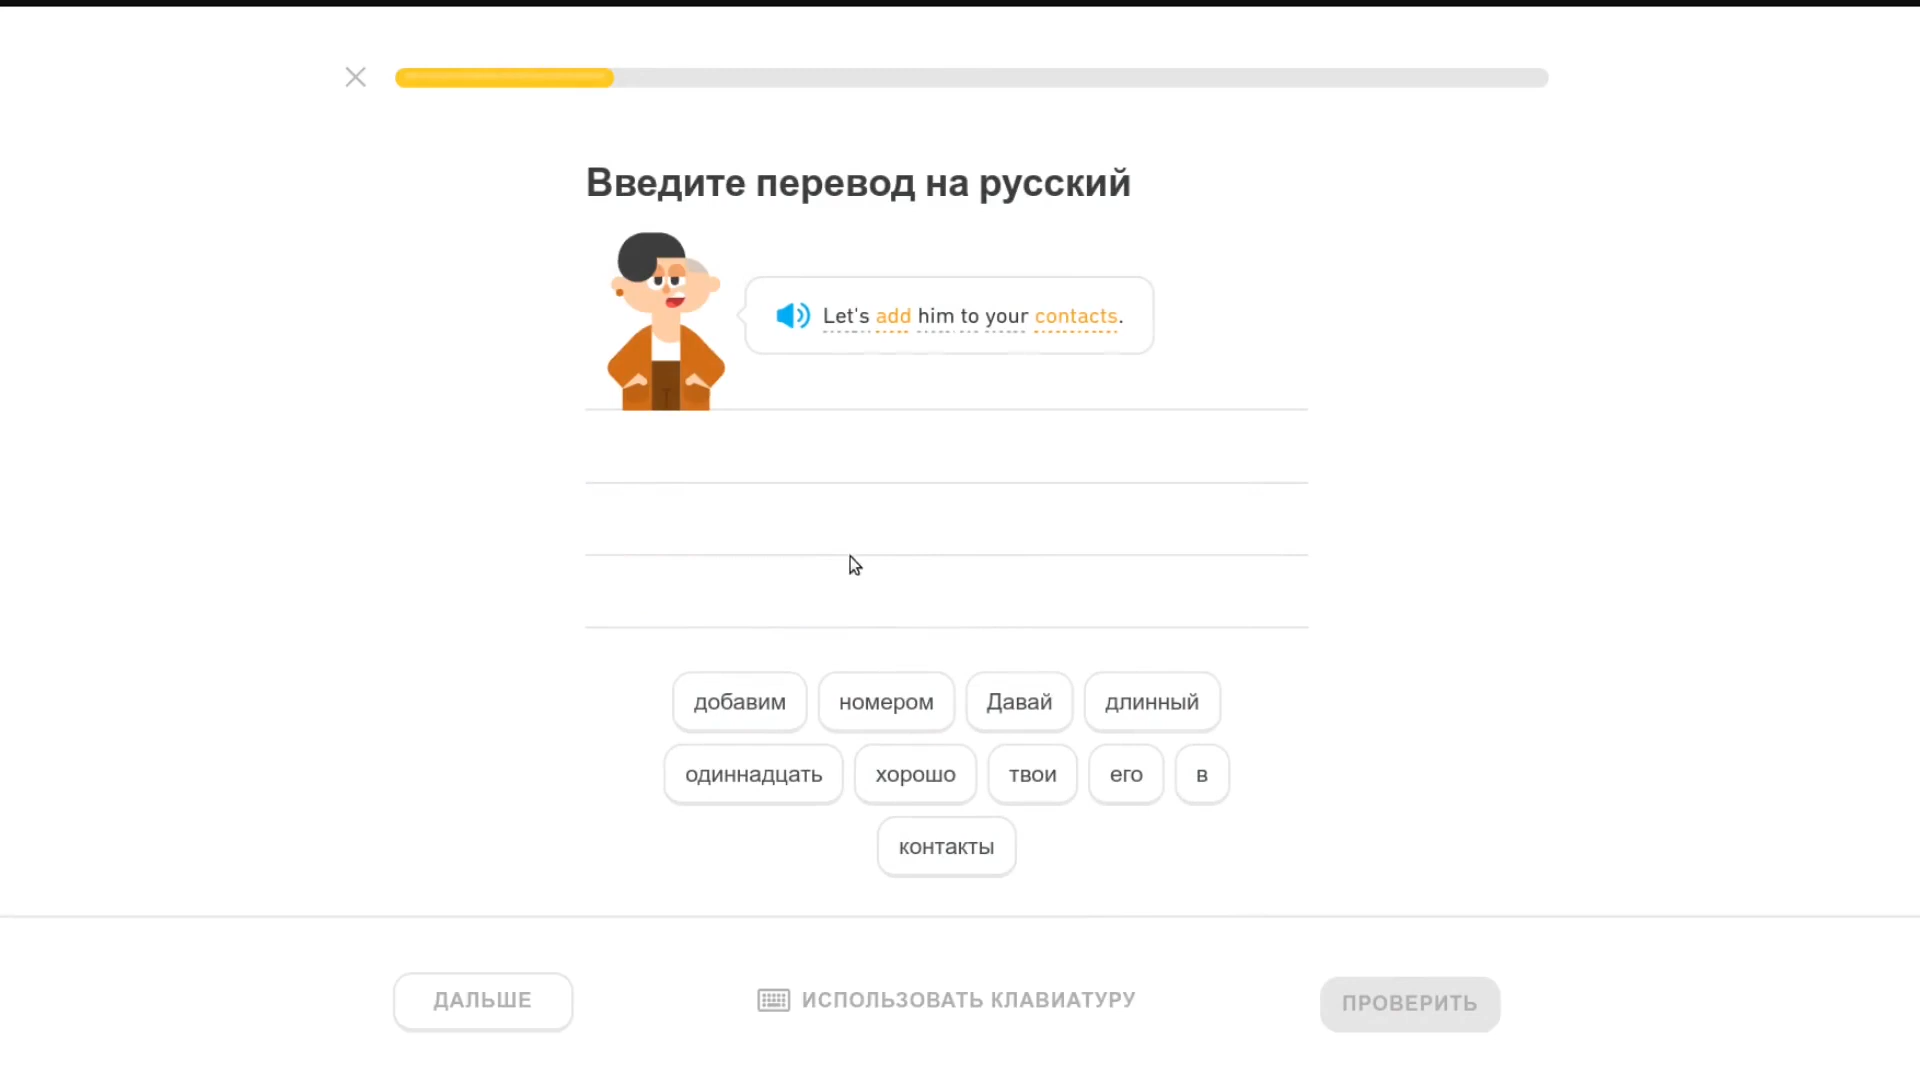 Введите перевод на русский
Let's add him to your contacts.
добавим номером Давай длинный
одиннадцать хорошо твои его в
контакты
ДАЛЬШЕ ИСПОЛЬЗОВАТЬ КЛАВИАТУРУ ПРОВЕРИТЬ